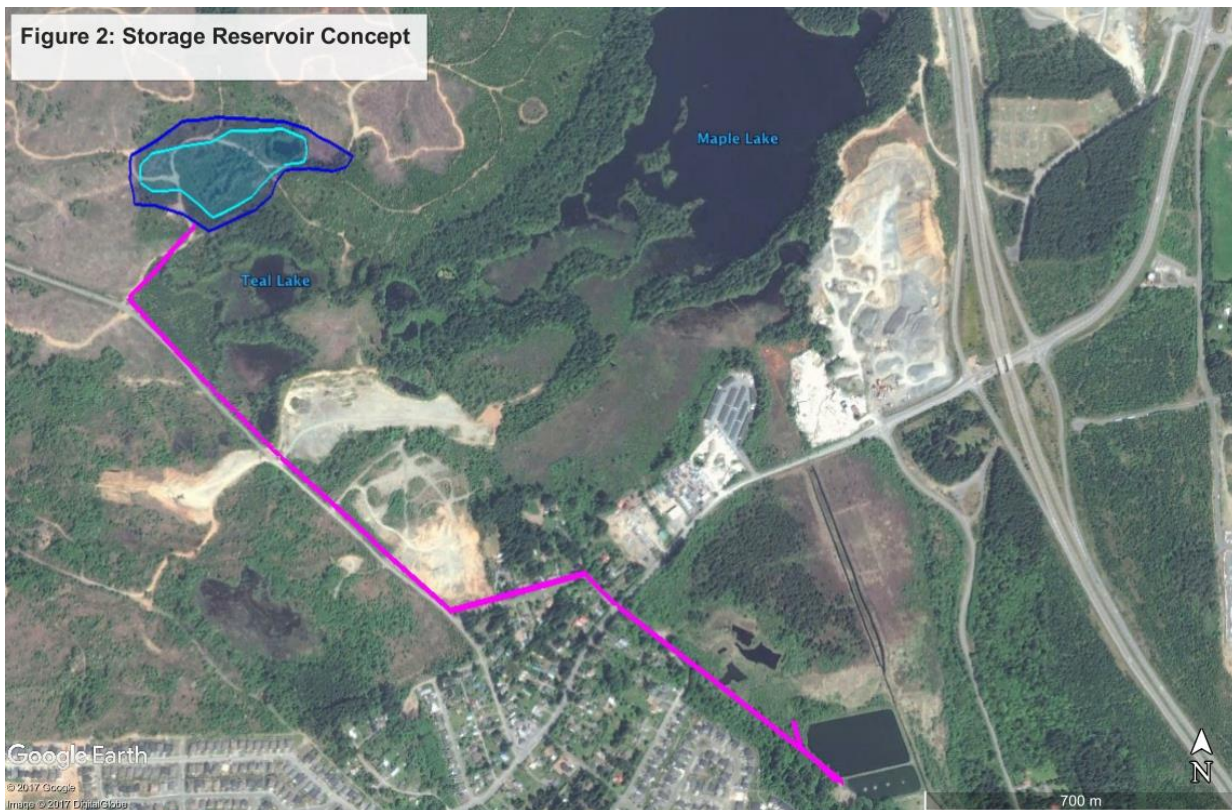 Figure 2: Storage Reservoir Concept
Maple Lake
Teal Lake
Google Earth
© 2017 Google
Image © 2017 DigitalGlobe
N
700 m